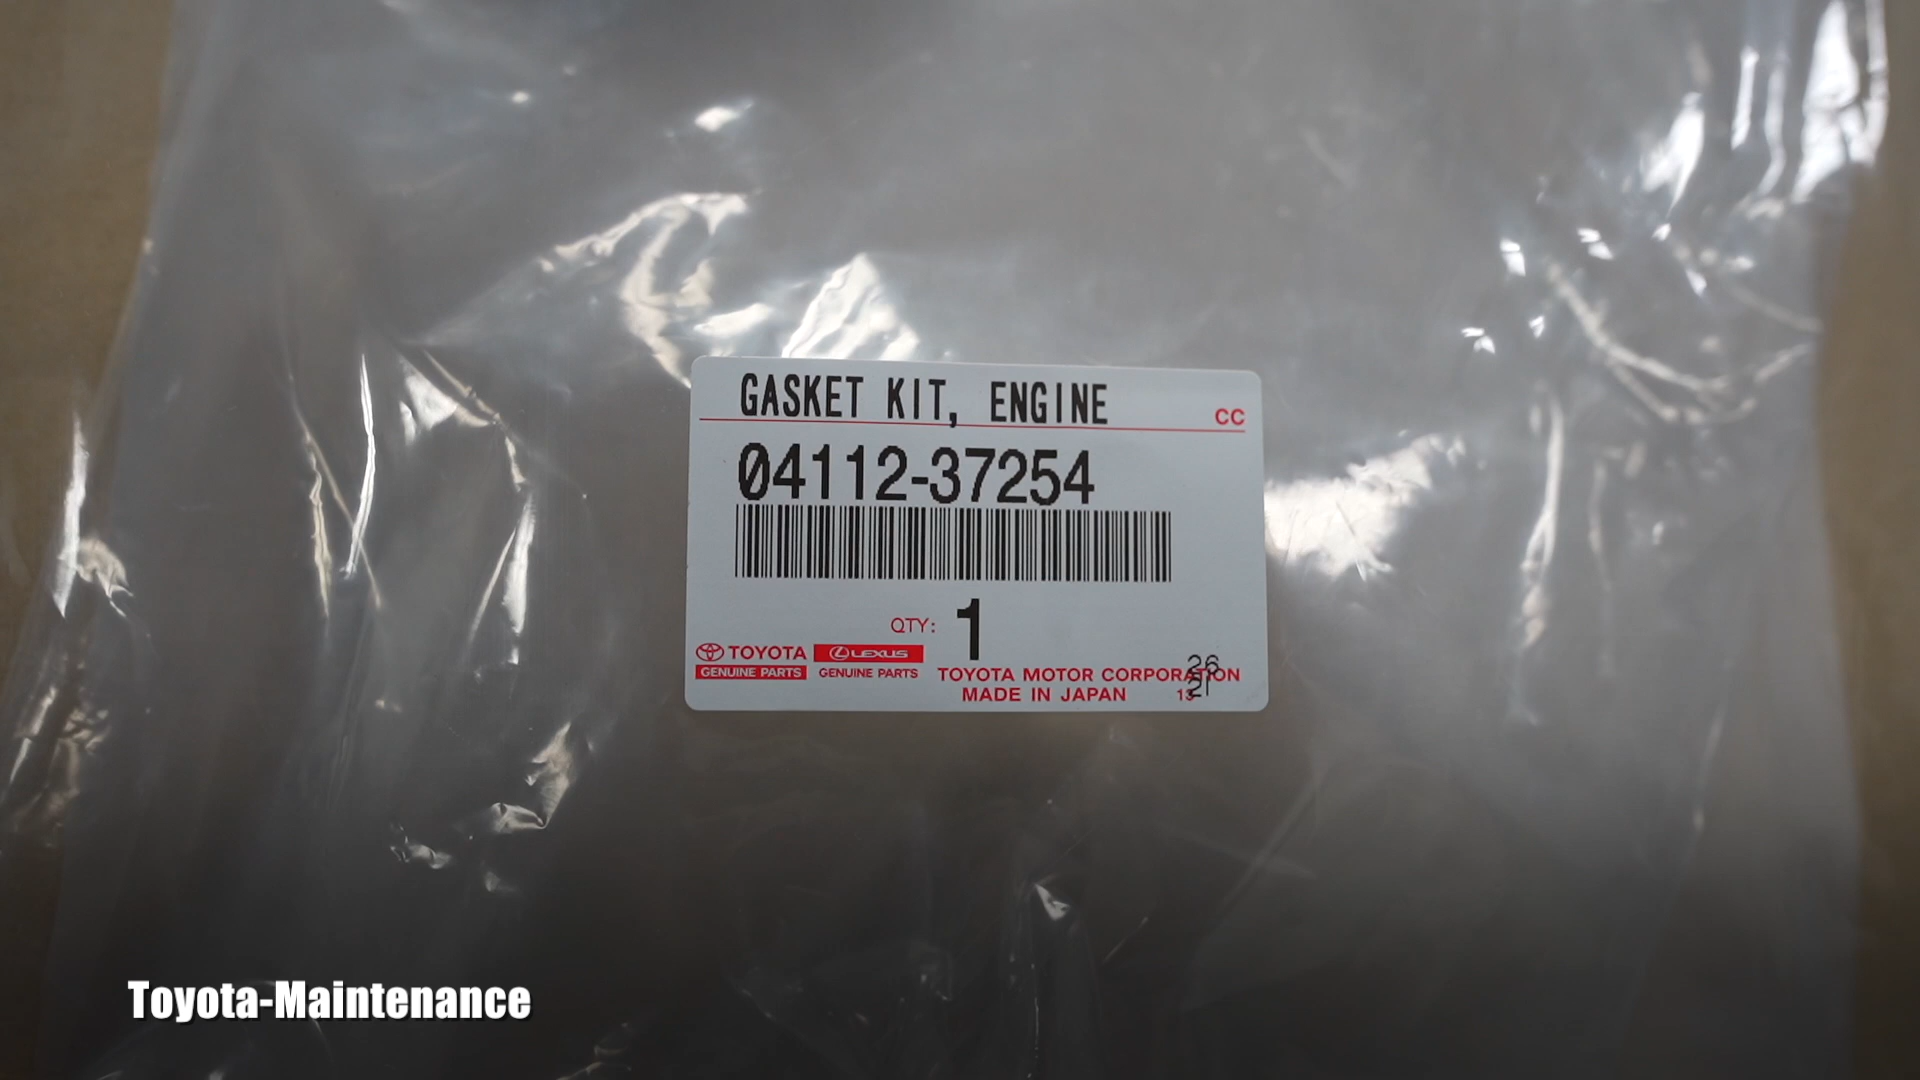 GASKET KIT, ENGINE
CC
04112-37254
QTY: 1
TOYOTA
GENUINE PARTS
LEXUS
GENUINE PARTS
TOYOTA MOTOR CORPORATION
MADE IN JAPAN
26
21
13
Toyota-Maintenance